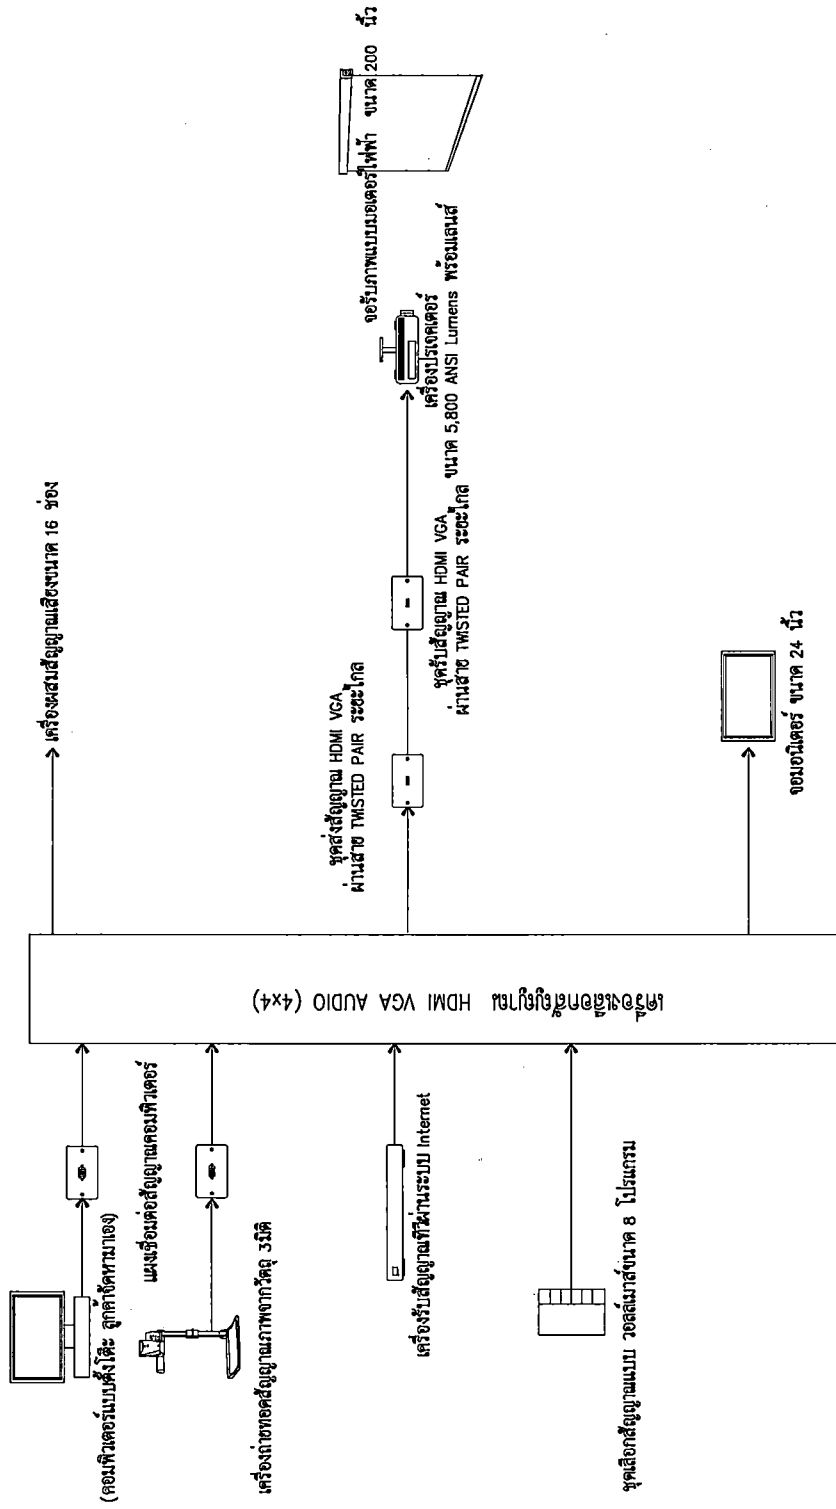 (คอมพิวเตอร์แบบตั้งโต๊ะ ลูกค้าจัดหามาเอง)
แผงเชื่อมต่อสัญญาณคอมพิวเตอร์
เครื่องถ่ายทอดสัญญาณภาพจากวัตถุ 3มิติ
เครื่องรับสัญญาณทีวีผ่านระบบ Internet
ชุดเลือกสัญญาณแบบ วอลล์เมาส์ขนาด 8 โปรแกรม
เครื่องเลือกสัญญาณ HDMI VGA AUDIO (4x4)
เครื่องผสมสัญญาณเสียงขนาด 16 ช่อง
ชุดส่งสัญญาณ HDMI VGA
ผ่านสาย TWISTED PAIR ระยะไกล
ชุดรับสัญญาณ HDMI VGA
ผ่านสาย TWISTED PAIR ระยะไกล
เครื่องโปรเจคเตอร์
ขนาด 5,800 ANSI Lumens พร้อมเลนส์
จอรับภาพแบบมอเตอร์ไฟฟ้า ขนาด 200 นิ้ว
จอมอนิเตอร์ ขนาด 24 นิ้ว